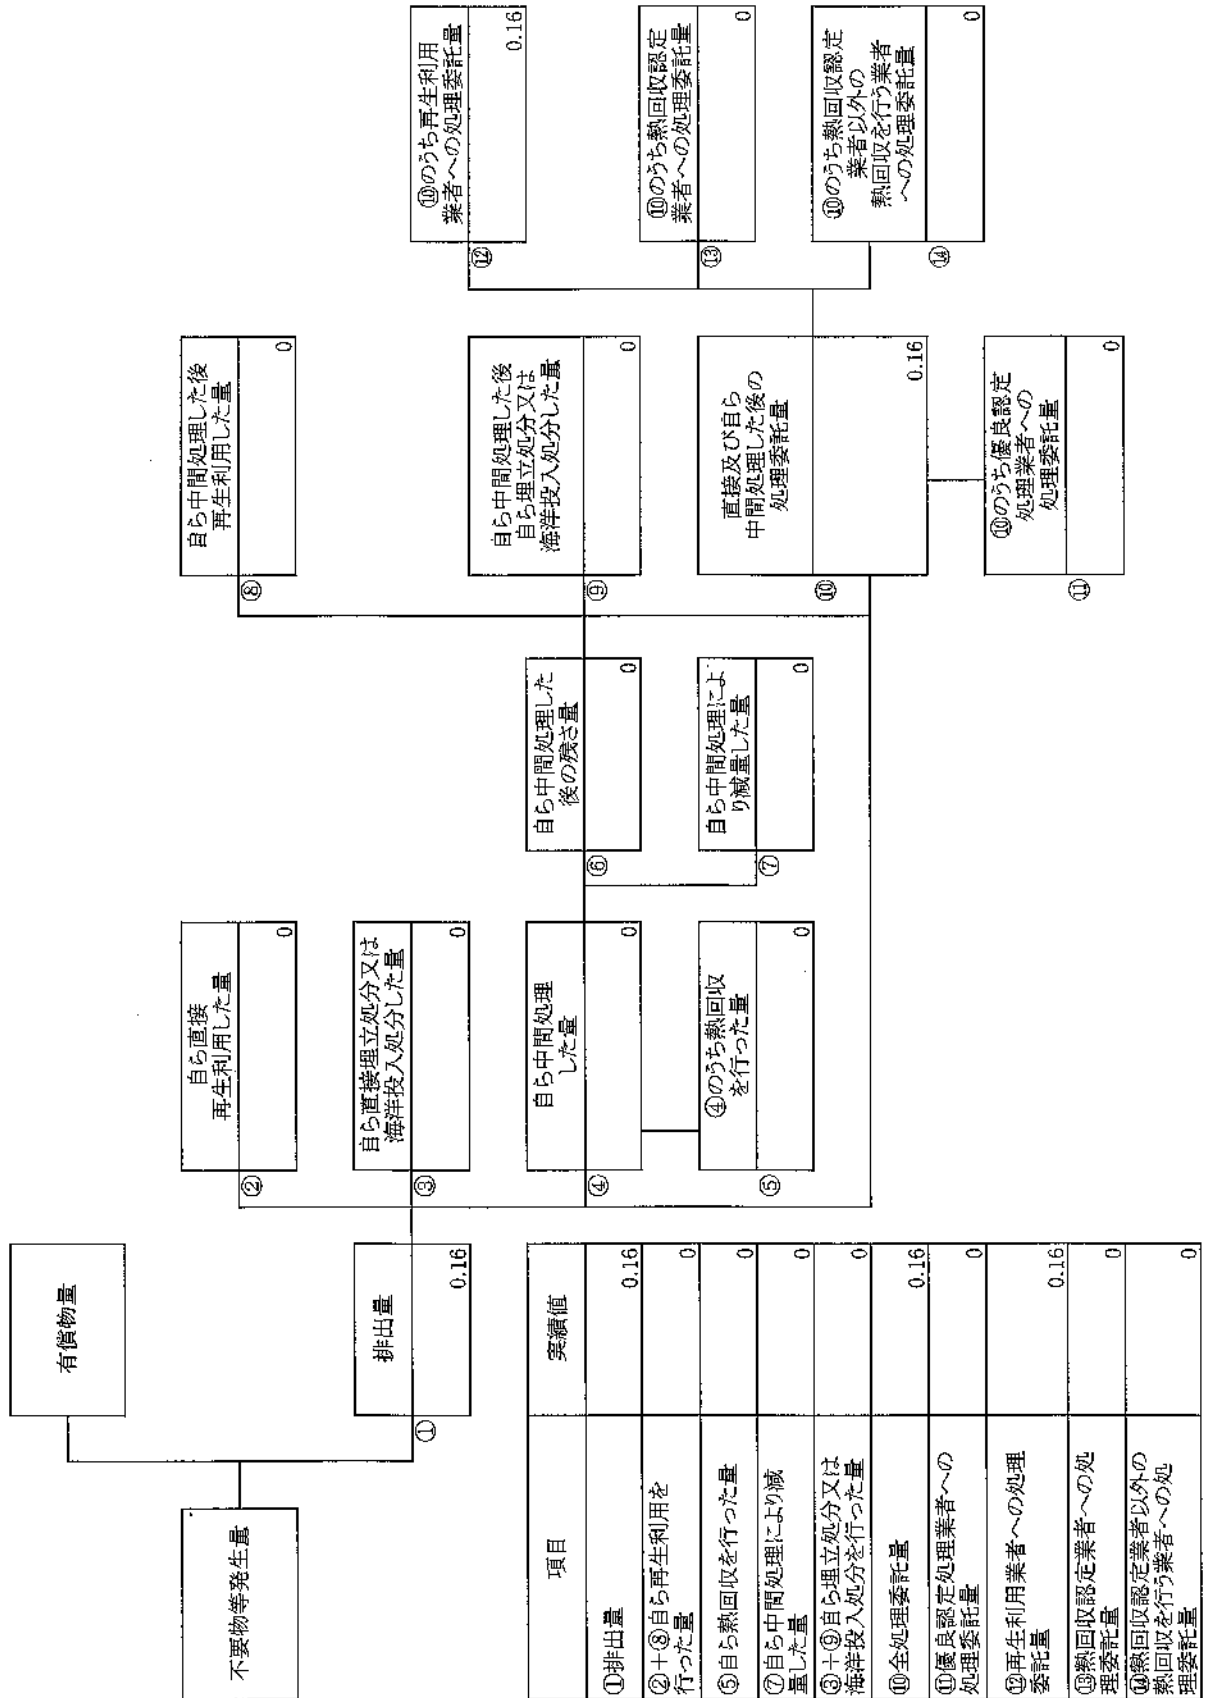 不要物等発生量
有償物量
①
排出量
0.16
②
自ら直接
再生利用した量
0
③
自ら直接埋立処分又は
海洋投入処分した量
0
④
自ら中間処理
した量
0
⑤
④のうち熱回収
を行った量
0
⑥
自ら中間処理した
後の残さ量
0
⑦
自ら中間処理によ
り減量した量
0
⑧
自ら中間処理した後
再生利用した量
0
⑨
自ら中間処理した後
自ら埋立処分又は
海洋投入処分した量
0
⑩
直接及び自ら
中間処理した後の
処理委託量
0.16
⑪
⑩のうち優良認定
処理業者への
処理委託量
0
⑫
⑩のうち再生利用
業者への処理委託量
0.16
⑬
⑩のうち熱回収認定
業者への処理委託量
0
⑭
⑩のうち熱回収認定
業者以外の
熱回収を行う業者
への処理委託量
0
項目 実績値
①排出量 0.16
②+⑧自ら再生利用を
行った量 0
⑤自ら熱回収を行った量 0
⑦自ら中間処理により減
量した量 0
③+⑨自ら埋立処分又は
海洋投入処分を行った量 0
⑩全処理委託量 0.16
⑪優良認定処理業者への
処理委託量 0
⑫再生利用業者への処理
委託量 0.16
⑬熱回収認定業者への処
理委託量 0
⑭熱回収認定業者以外の
熱回収を行う業者への処
理委託量 0